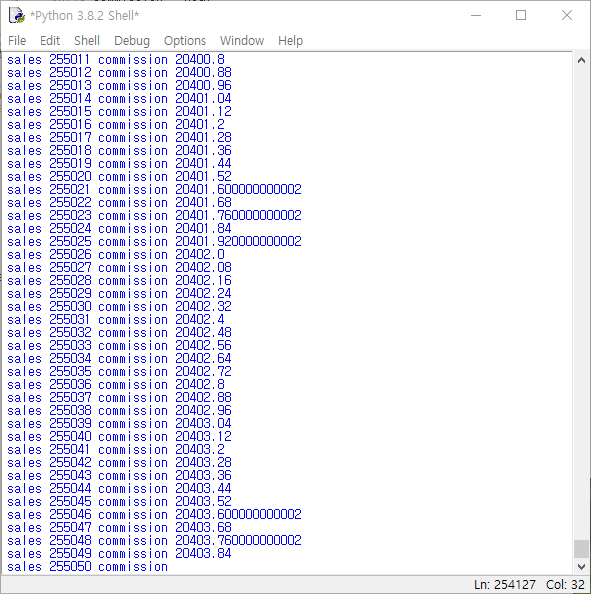 *Python 3.8.2 Shell*
File Edit Shell Debug Options Window Help
sales 255011 commission 20400.8
sales 255012 commission 20400.88
sales 255013 commission 20400.96
sales 255014 commission 20401.04
sales 255015 commission 20401.12
sales 255016 commission 20401.2
sales 255017 commission 20401.28
sales 255018 commission 20401.36
sales 255019 commission 20401.44
sales 255020 commission 20401.52
sales 255021 commission 20401.600000000002
sales 255022 commission 20401.68
sales 255023 commission 20401.760000000002
sales 255024 commission 20401.84
sales 255025 commission 20401.920000000002
sales 255026 commission 20402.0
sales 255027 commission 20402.08
sales 255028 commission 20402.16
sales 255029 commission 20402.24
sales 255030 commission 20402.32
sales 255031 commission 20402.4
sales 255032 commission 20402.48
sales 255033 commission 20402.56
sales 255034 commission 20402.64
sales 255035 commission 20402.72
sales 255036 commission 20402.8
sales 255037 commission 20402.88
sales 255038 commission 20402.96
sales 255039 commission 20403.04
sales 255040 commission 20403.12
sales 255041 commission 20403.2
sales 255042 commission 20403.28
sales 255043 commission 20403.36
sales 255044 commission 20403.44
sales 255045 commission 20403.52
sales 255046 commission 20403.600000000002
sales 255047 commission 20403.68
sales 255048 commission 20403.760000000002
sales 255049 commission 20403.84
sales 255050 commission
Ln: 254127 Col: 32